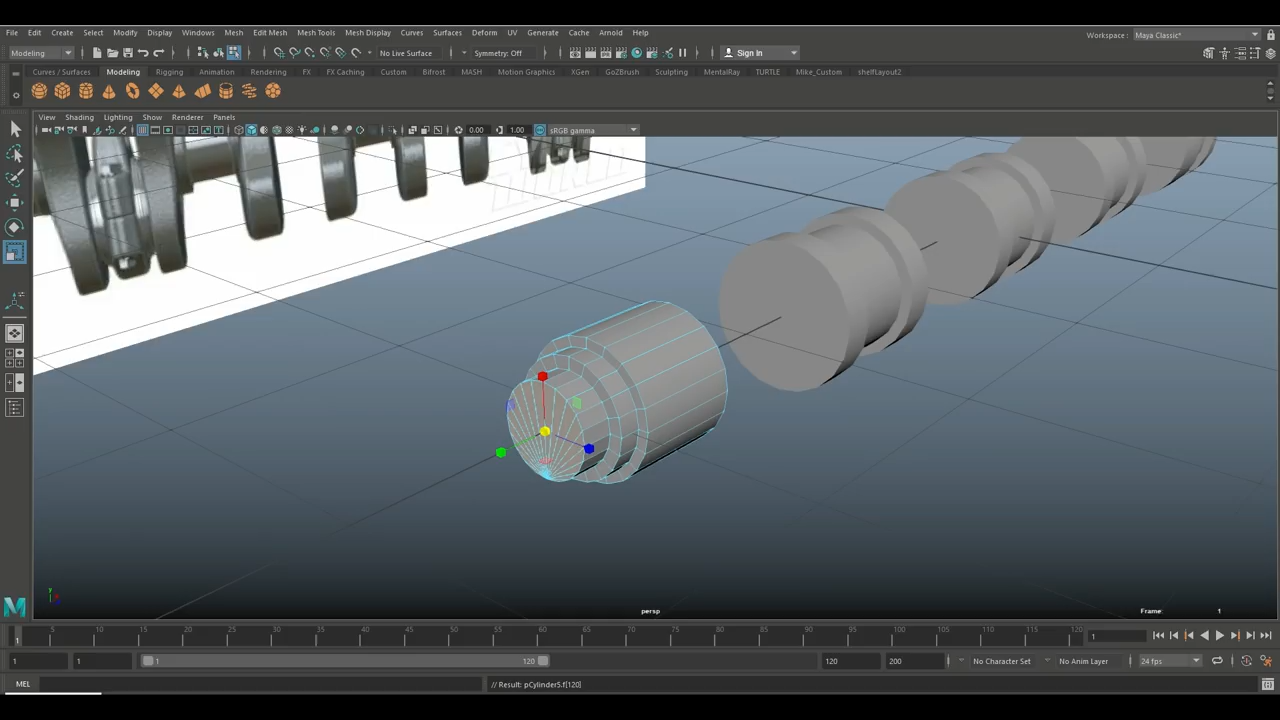 File Edit Create Select Modify Display Windows Mesh Edit Mesh Mesh Tools Mesh Display Curves Surfaces Deform UV Generate Cache Arnold Help
Workspace: Maya Classic*
Modeling No Live Surface Symmetry: Off Sign In
Curves / Surfaces Modeling Rigging Animation Rendering FX FX Caching Custom Bifrost MASH Motion Graphics XGen GoZBrush Sculpting MentalRay TURTLE Mike_Custom shelfLayout2
View Shading Lighting Show Renderer Panels
0.00 1.00 sRGB gamma
y
persp
Frame: 1
1 5 10 15 20 25 30 35 40 45 50 55 60 65 70 75 80 85 90 95 100 105 110 115 120 1
1 1 1 120 120 200 No Character Set No Anim Layer 24 fps
MEL // Result: pCylinder5.f[120]